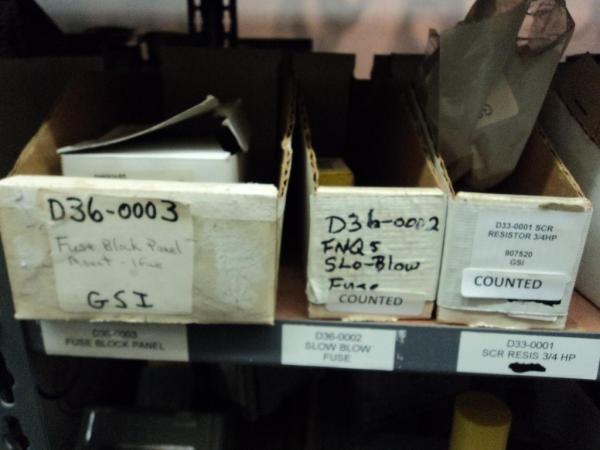 D36-0003
Fuse Block Panel
Mount - 1 Fuse
GSI
D36-0002
FNQ 5
SLO-BLOW
Fuse
COUNTED
D33-0001 SCR
RESISTOR 3/4HP
907520
GSI
COUNTED
D36-0003
FUSE BLOCK PANEL
D36-0002
SLOW BLOW
FUSE
D33-0001
SCR RESIS 3/4 HP